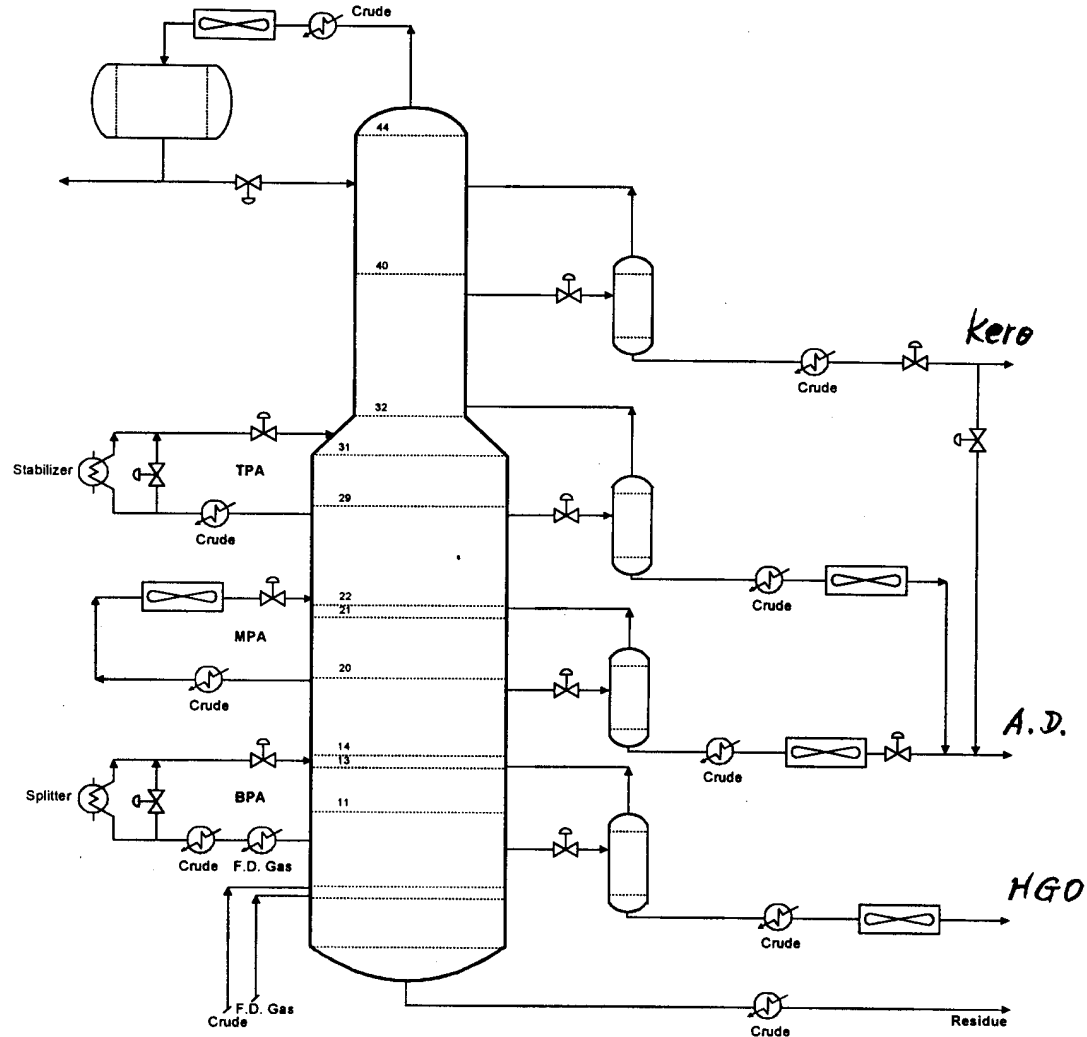 Crude
44
40
Kero
Crude
32
31
Stabilizer
TPA
29
Crude
Crude
22
21
MPA
20
Crude
A.D.
14
13
Crude
Splitter
BPA
11
Crude
F.D. Gas
HGO
Crude
F.D. Gas
Crude
Residue
Crude